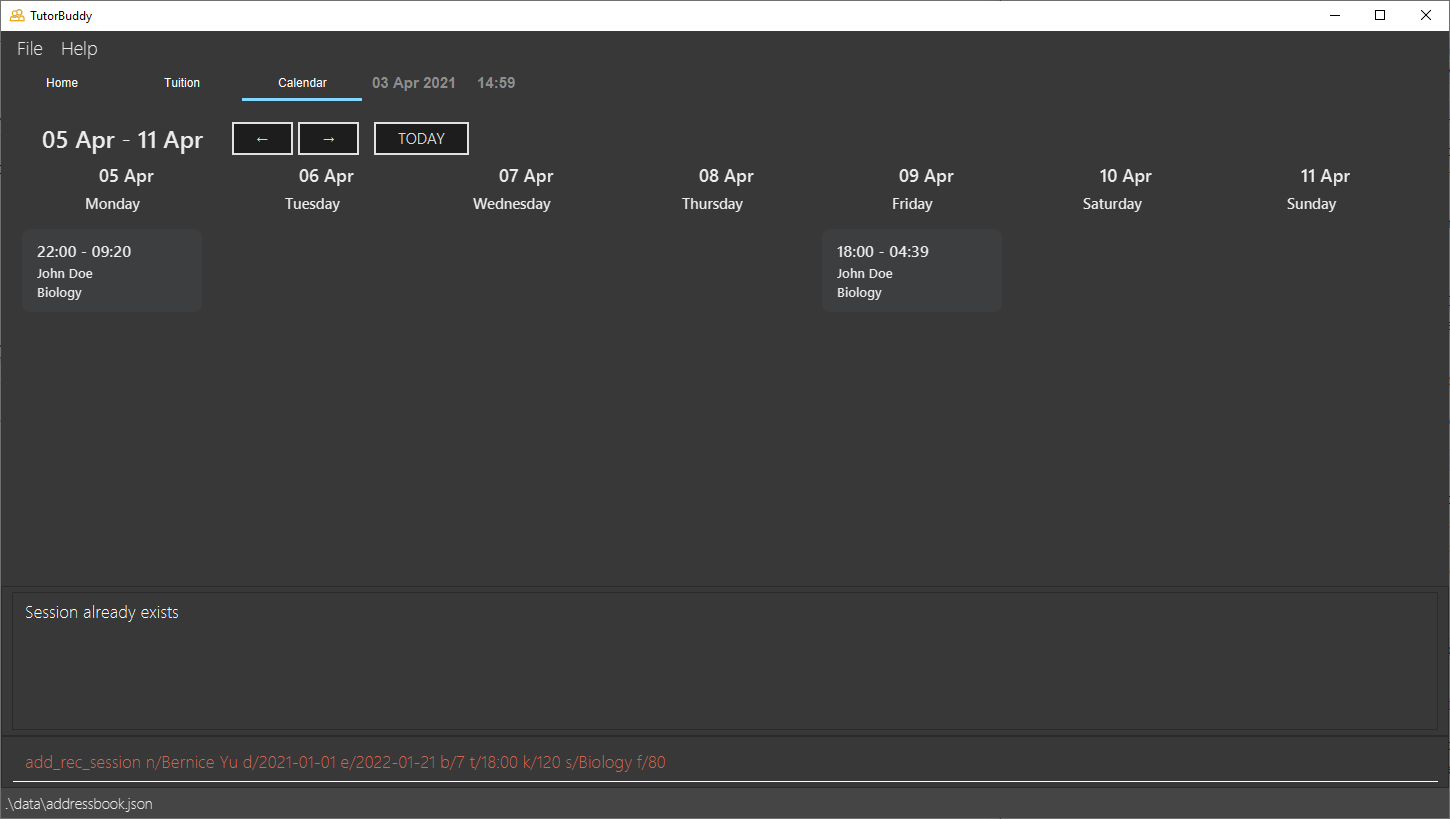 TutorBuddy
File Help
Home Tuition Calendar 03 Apr 2021 14:59
05 Apr - 11 Apr ← → TODAY
05 Apr 06 Apr 07 Apr 08 Apr 09 Apr 10 Apr 11 Apr
Monday Tuesday Wednesday Thursday Friday Saturday Sunday
22:00 - 09:20 18:00 - 04:39
John Doe John Doe
Biology Biology
Session already exists
add_rec_session n/Bernice Yu d/2021-01-01 e/2022-01-21 b/7 t/18:00 k/120 s/Biology f/80
.\data\addressbook.json